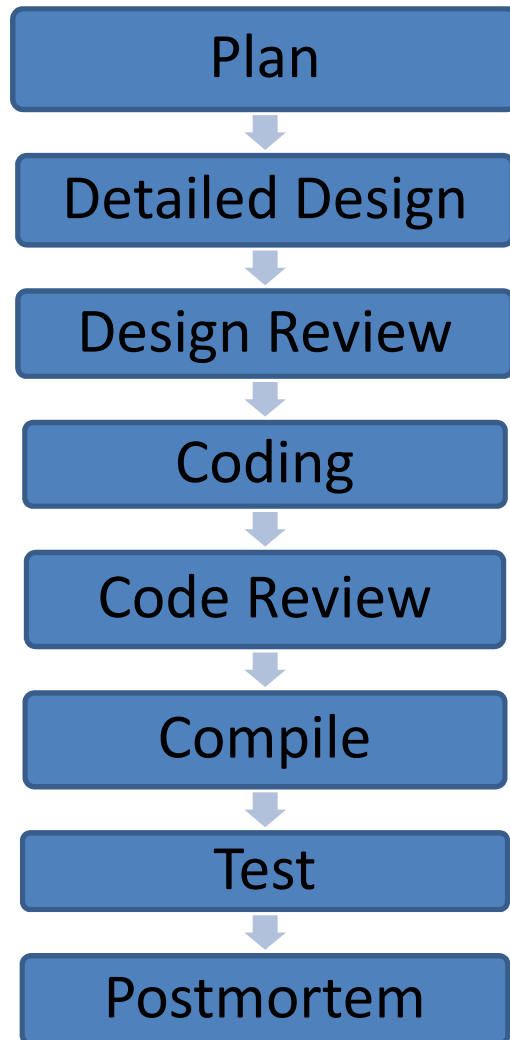 Plan
Detailed Design
Design Review
Coding
Code Review
Compile
Test
Postmortem